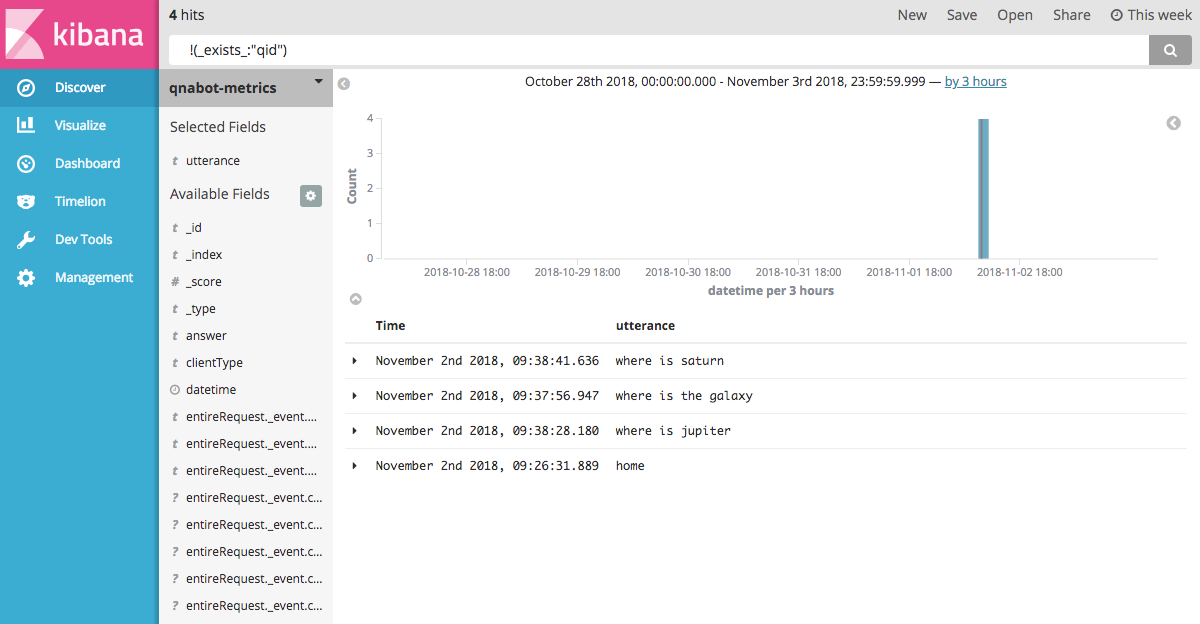 kibana
Discover
Visualize
Dashboard
Timelion
Dev Tools
Management
4 hits
New Save Open Share This week
!(_exists_:"qid")
qnabot-metrics
Selected Fields
t utterance
Available Fields
t _id
t _index
# _score
t _type
t answer
t clientType
datetime
t entireRequest._event....
t entireRequest._event....
t entireRequest._event....
? entireRequest._event.c...
? entireRequest._event.c...
? entireRequest._event.c...
? entireRequest._event.c...
? entireRequest._event.c...
October 28th 2018, 00:00:00.000 - November 3rd 2018, 23:59:59.999 — by 3 hours
Count
4
3
2
1
0
2018-10-28 18:00 2018-10-29 18:00 2018-10-30 18:00 2018-10-31 18:00 2018-11-01 18:00 2018-11-02 18:00
datetime per 3 hours
Time utterance
November 2nd 2018, 09:38:41.636 where is saturn
November 2nd 2018, 09:37:56.947 where is the galaxy
November 2nd 2018, 09:38:28.180 where is jupiter
November 2nd 2018, 09:26:31.889 home